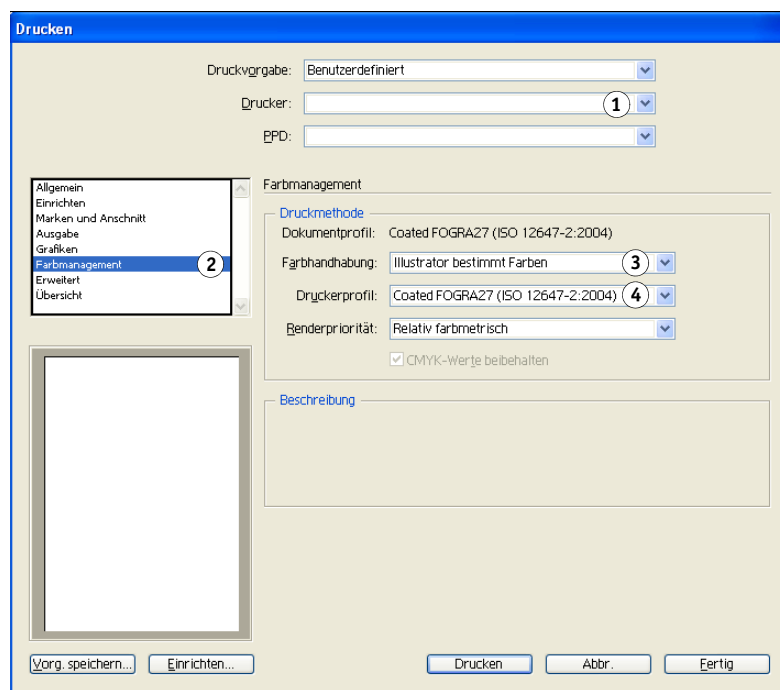 Drucken
Druckvorgabe: Benutzerdefiniert
Drucker: 1
PPD:
Allgemein
Einrichten
Marken und Anschnitt
Ausgabe
Grafiken
Farbmanagement 2
Erweitert
Übersicht
Farbmanagement
Druckmethode
Dokumentprofil: Coated FOGRA27 (ISO 12647-2:2004)
Farbhandhabung: Illustrator bestimmt Farben 3
Druckerprofil: Coated FOGRA27 (ISO 12647-2:2004) 4
Renderpriorität: Relativ farbmetrisch
CMYK-Werte beibehalten
Beschreibung
Vorg. speichern... Einrichten... Drucken Abbr. Fertig